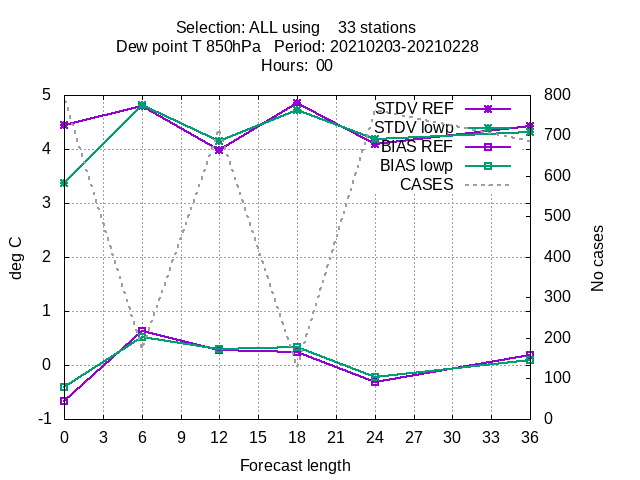 Selection: ALL using    33 stations
Dew point T 850hPa   Period: 20210203-20210228
Hours:  00
5
4
3
2
1
0
-1
deg C
800
700
600
500
400
300
200
100
0
No cases
STDV REF
STDV lowp
BIAS REF
BIAS lowp
CASES
0 3 6 9 12 15 18 21 24 27 30 33 36
Forecast length